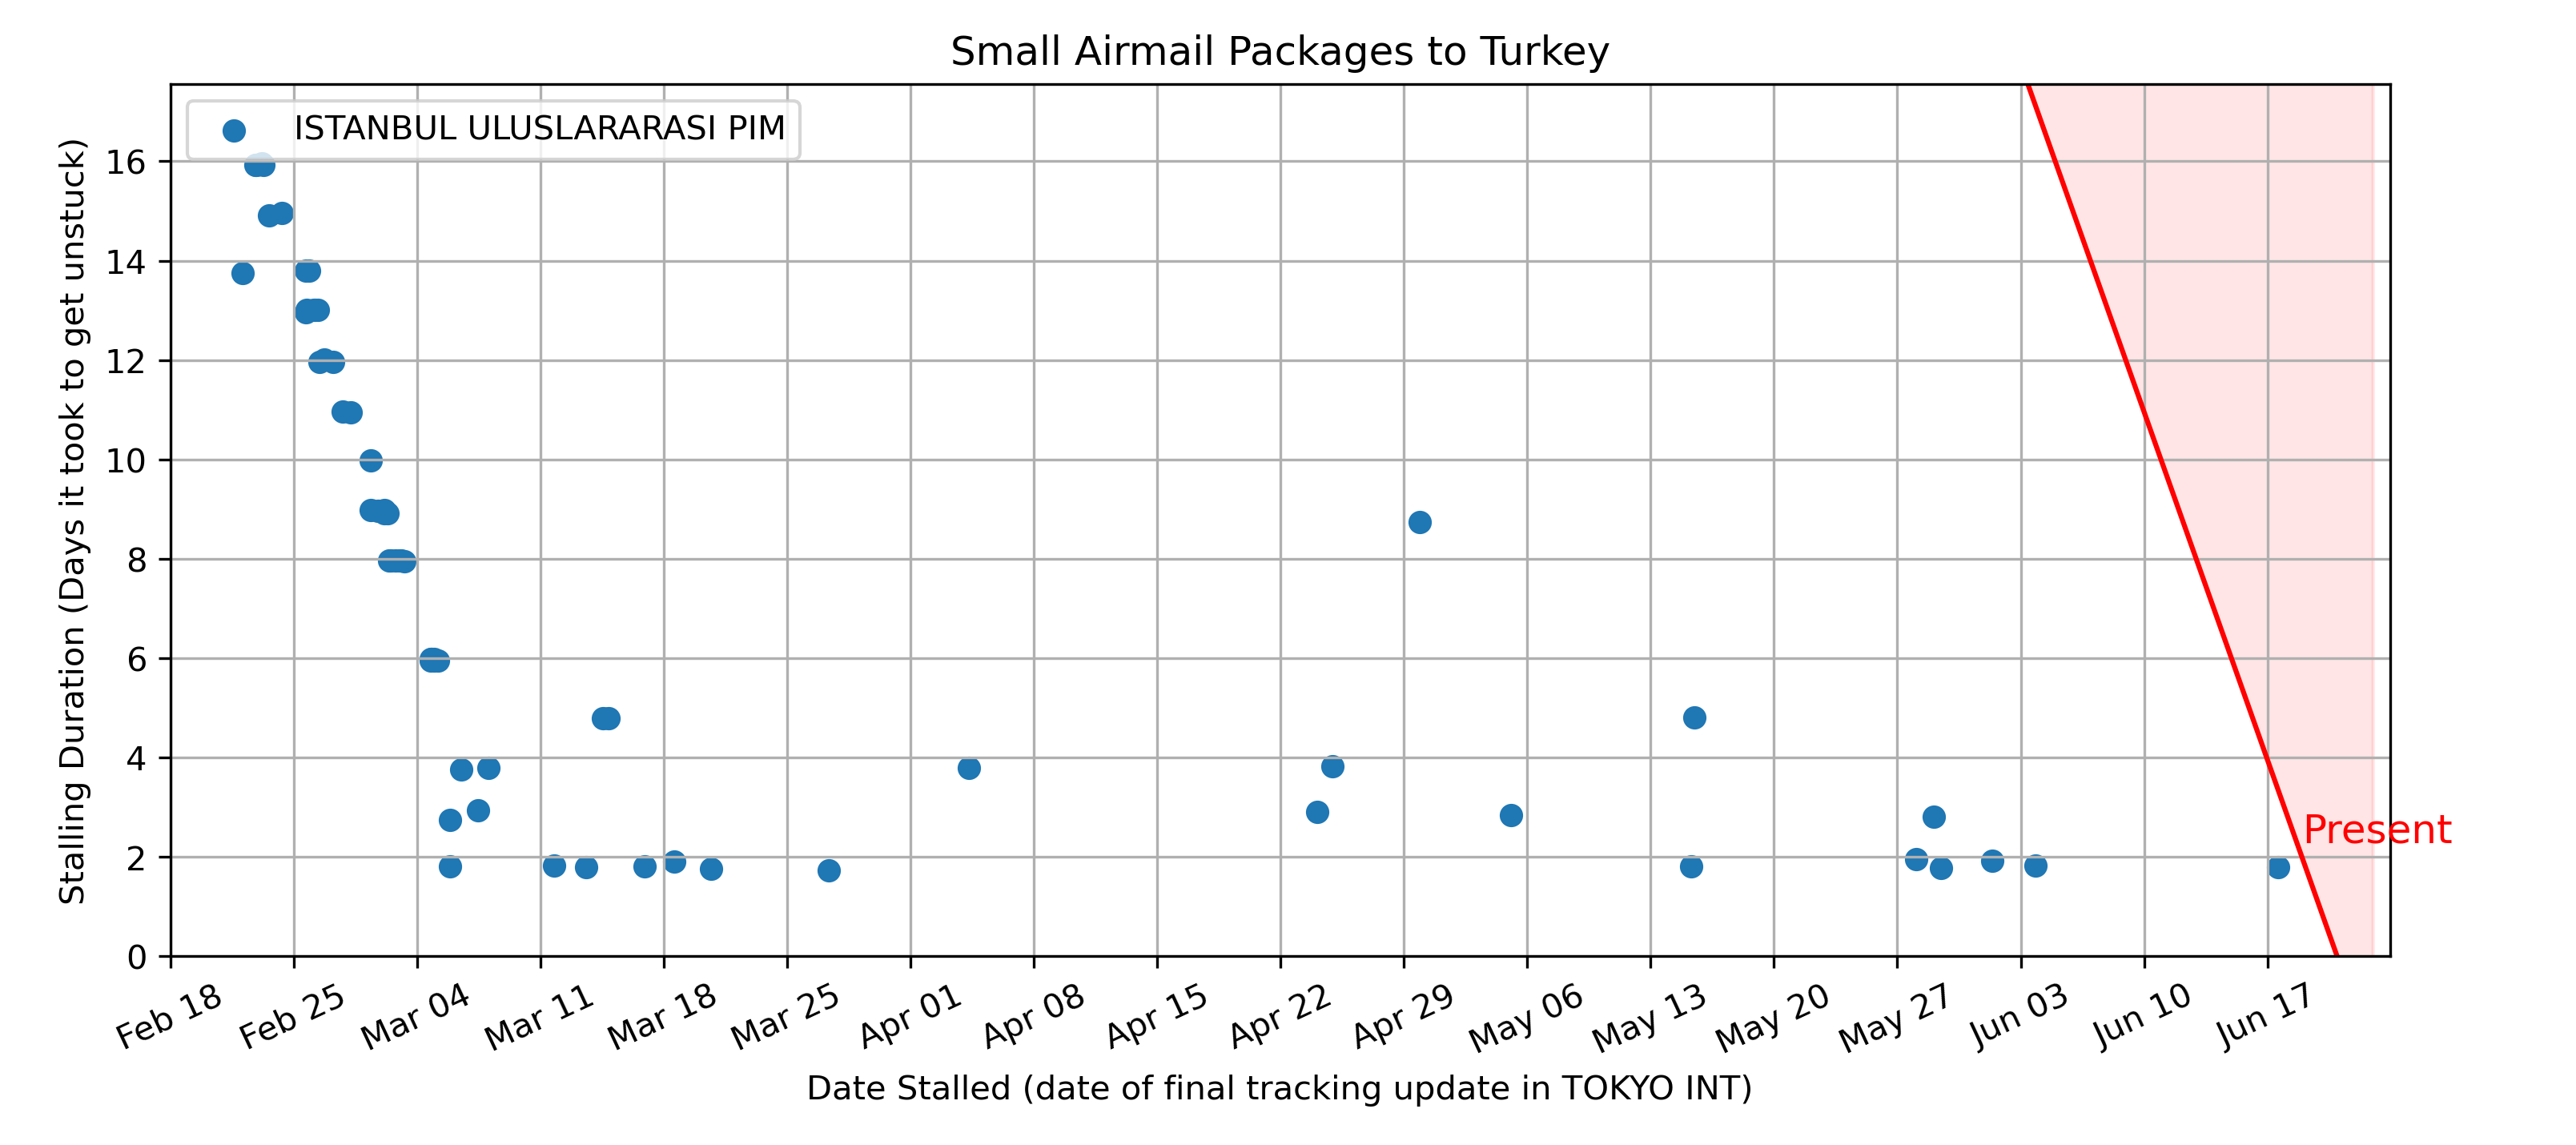 Small Airmail Packages to Turkey
ISTANBUL ULUSLARARASI PIM
Stalling Duration (Days it took to get unstuck)
16
14
12
10
8
6
4
2
0
Present
Feb 18
Feb 25
Mar 04
Mar 11
Mar 18
Mar 25
Apr 01
Apr 08
Apr 15
Apr 22
Apr 29
May 06
May 13
May 20
May 27
Jun 03
Jun 10
Jun 17
Date Stalled (date of final tracking update in TOKYO INT)